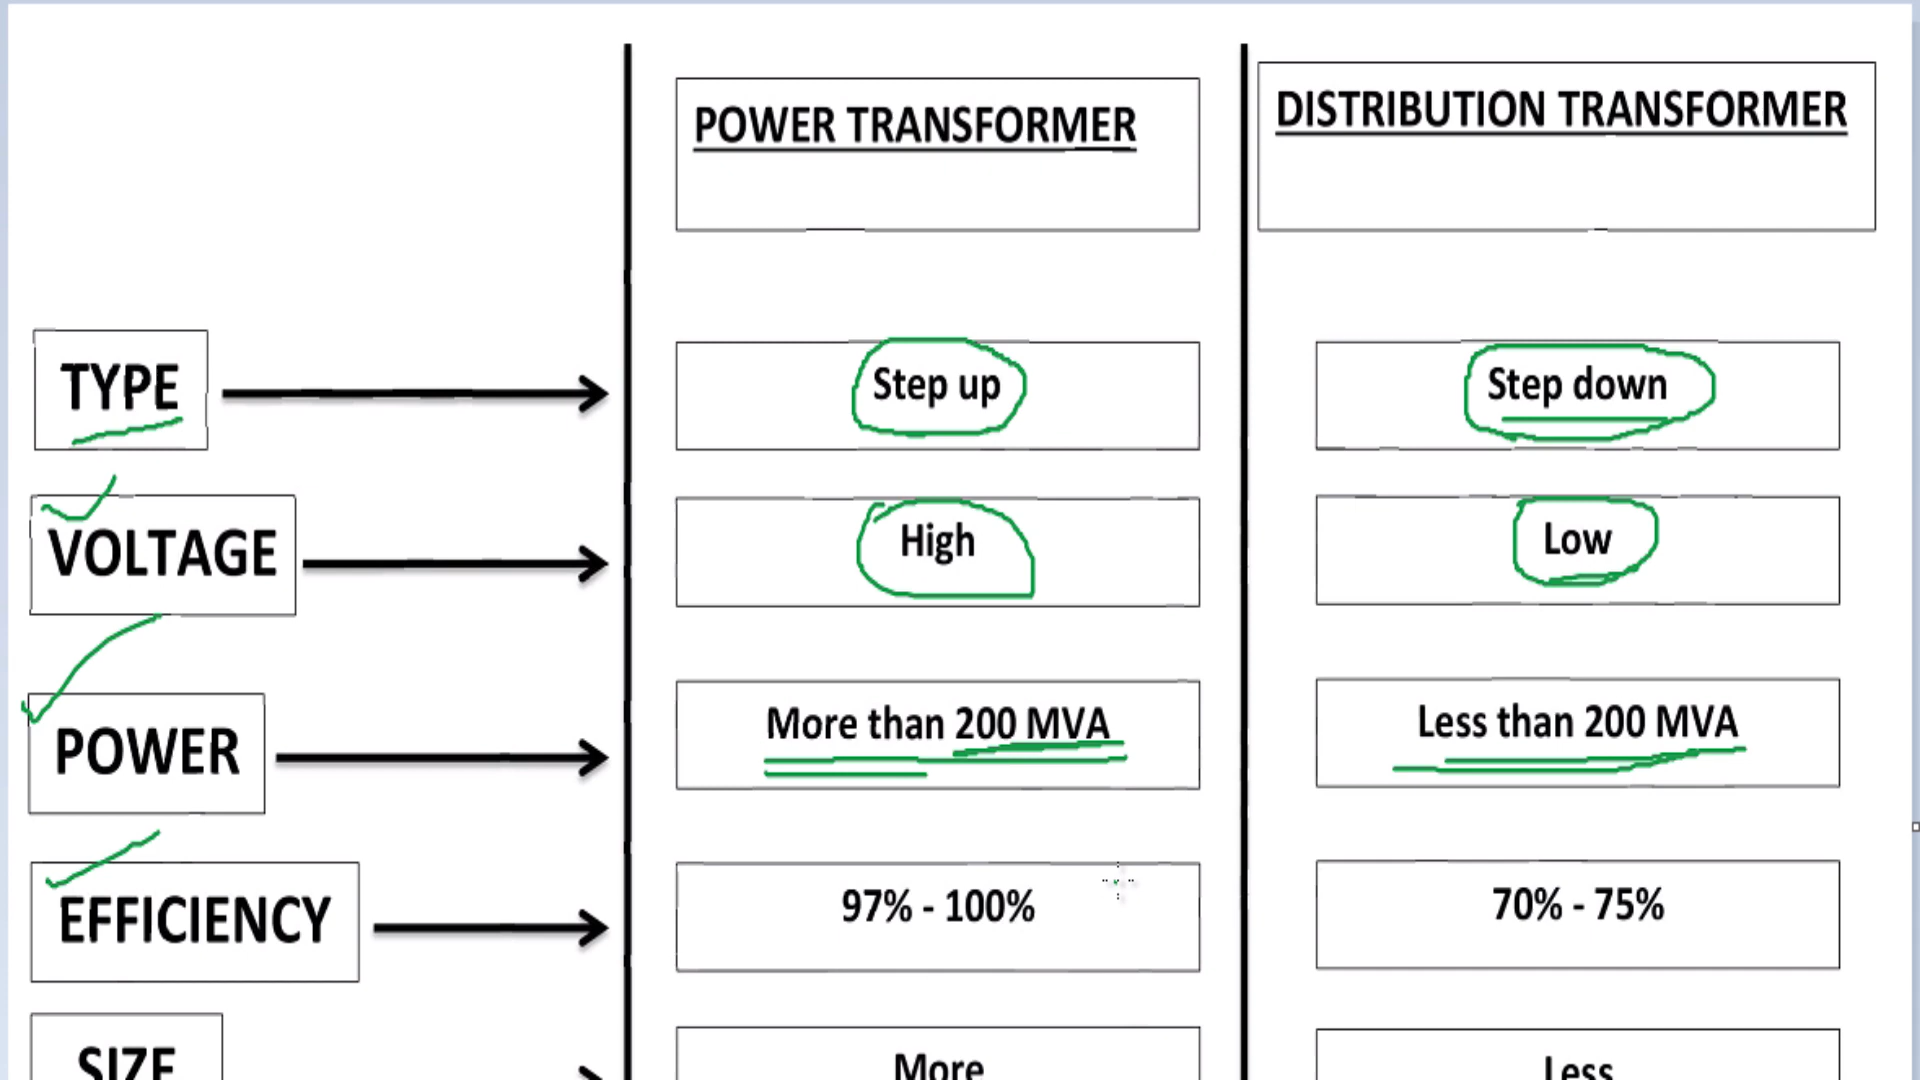 POWER TRANSFORMER
DISTRIBUTION TRANSFORMER
TYPE
Step up
Step down
VOLTAGE
High
Low
POWER
More than 200 MVA
Less than 200 MVA
EFFICIENCY
97% - 100%
70% - 75%
SIZE
More
Less